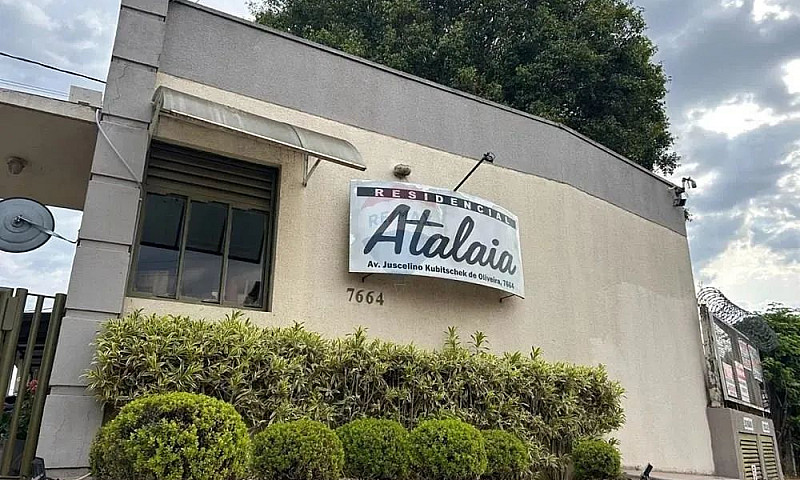 RESIDENCIAL
Atalaia
Av. Juscelino Kubitschek de Oliveira, 7664
7664